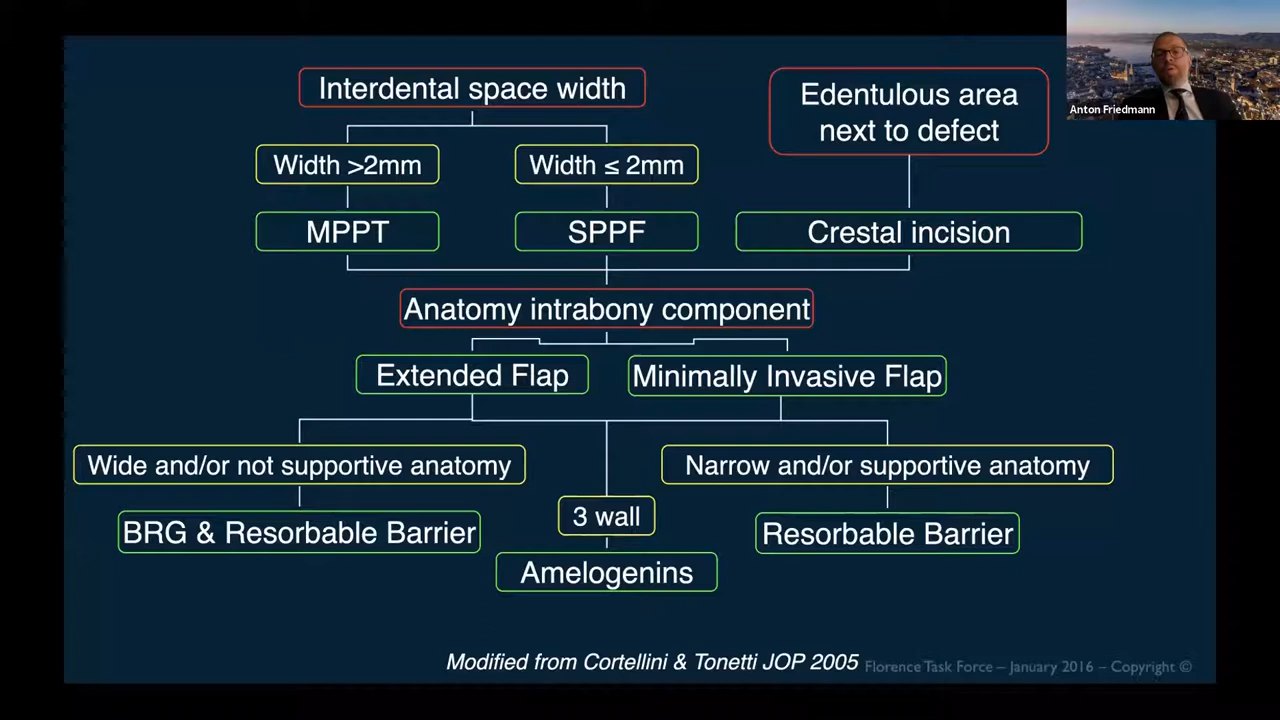 Interdental space width
Edentulous area
next to defect
Anton Friedmann
Width >2mm
Width ≤ 2mm
MPPT
SPPF
Crestal incision
Anatomy intrabony component
Extended Flap
Minimally Invasive Flap
Wide and/or not supportive anatomy
Narrow and/or supportive anatomy
3 wall
BRG & Resorbable Barrier
Resorbable Barrier
Amelogenins
Modified from Cortellini & Tonetti JOP 2005
Florence Task Force – January 2016 – Copyright ©